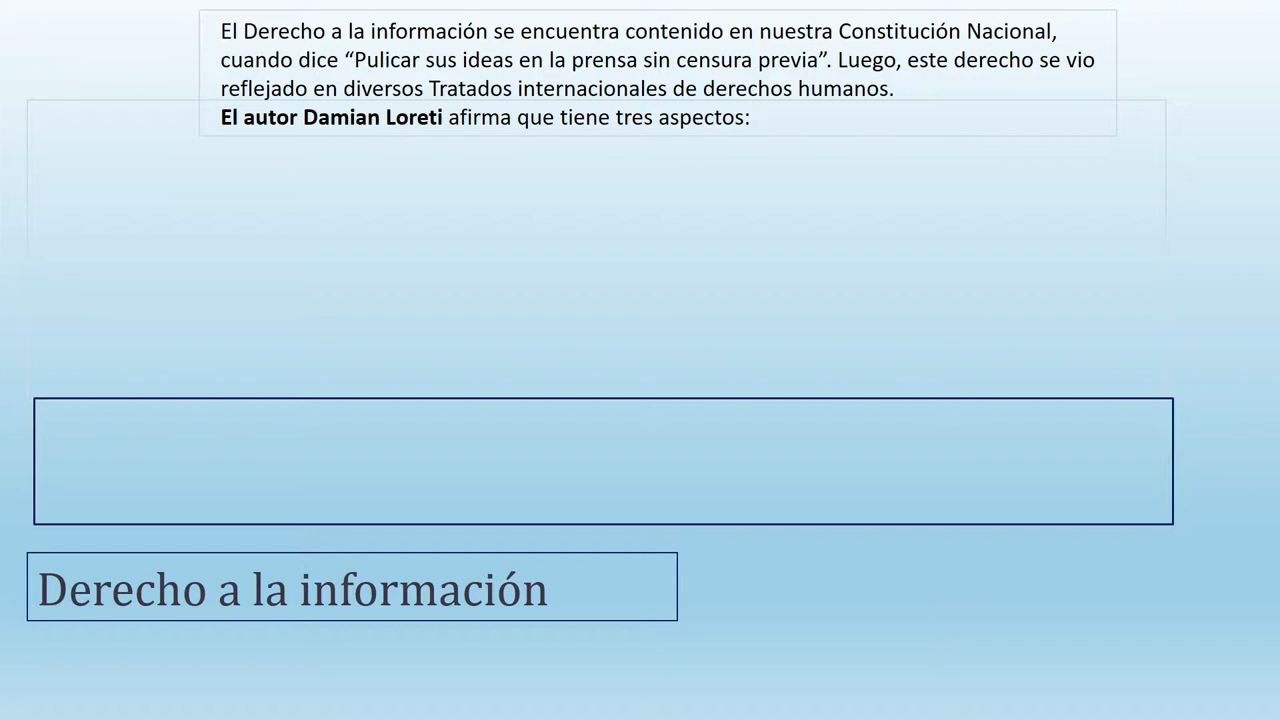 El Derecho a la información se encuentra contenido en nuestra Constitución Nacional,
cuando dice “Pulicar sus ideas en la prensa sin censura previa”. Luego, este derecho se vio
reflejado en diversos Tratados internacionales de derechos humanos.
El autor Damian Loreti afirma que tiene tres aspectos:
Derecho a la información